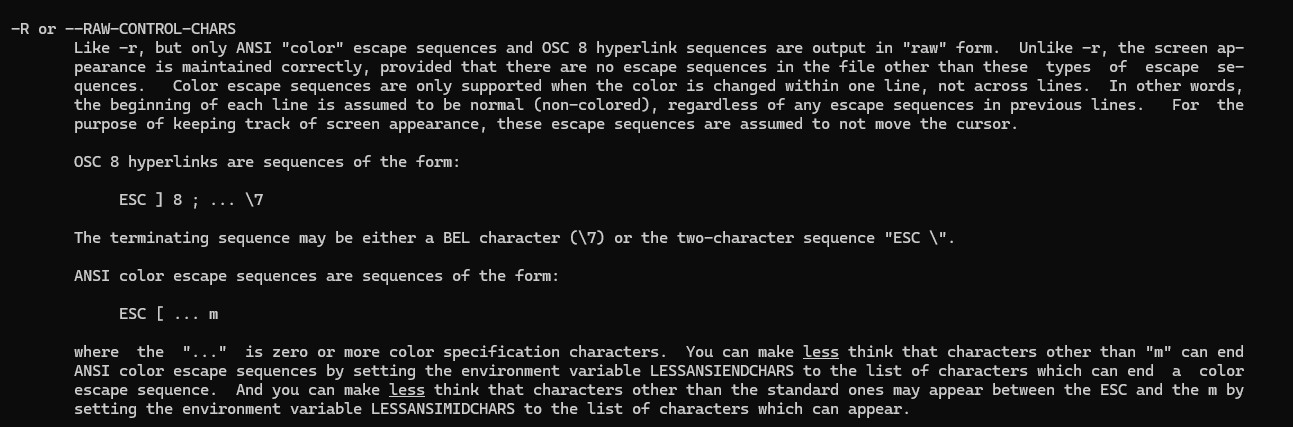 -R or --RAW-CONTROL-CHARS
Like -r, but only ANSI "color" escape sequences and OSC 8 hyperlink sequences are output in "raw" form.  Unlike -r, the screen ap-
pearance is maintained correctly, provided that there are no escape sequences in the file other than these  types  of  escape  se-
quences.   Color escape sequences are only supported when the color is changed within one line, not across lines.  In other words,
the beginning of each line is assumed to be normal (non-colored), regardless of any escape sequences in previous lines.   For  the
purpose of keeping track of screen appearance, these escape sequences are assumed to not move the cursor.
OSC 8 hyperlinks are sequences of the form:
ESC ] 8 ; ... \7
The terminating sequence may be either a BEL character (\7) or the two-character sequence "ESC \".
ANSI color escape sequences are sequences of the form:
ESC [ ... m
where  the  "..."  is zero or more color specification characters.  You can make less think that characters other than "m" can end
ANSI color escape sequences by setting the environment variable LESSANSIENDCHARS to the list of characters which can end  a  color
escape sequence.  And you can make less think that characters other than the standard ones may appear between the ESC and the m by
setting the environment variable LESSANSIMIDCHARS to the list of characters which can appear.